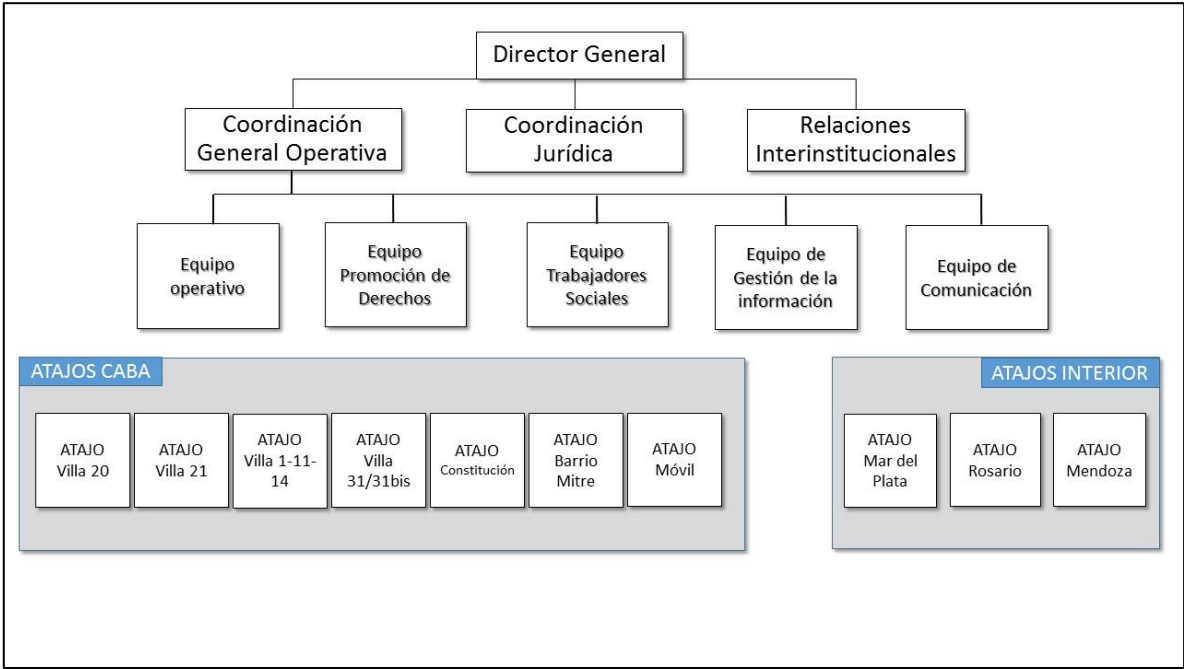 Director General
Coordinación
General Operativa
Coordinación
Jurídica
Relaciones
Interinstitucionales
Equipo
operativo
Equipo
Promoción de
Derechos
Equipo
Trabajadores
Sociales
Equipo de
Gestión de la
información
Equipo de
Comunicación
ATAJOS CABA
ATAJO
Villa 20
ATAJO
Villa 21
ATAJO
Villa 1-11-
14
ATAJO
Villa
31/31bis
ATAJO
Constitución
ATAJO
Barrio
Mitre
ATAJO
Móvil
ATAJOS INTERIOR
ATAJO
Mar del
Plata
ATAJO
Rosario
ATAJO
Mendoza